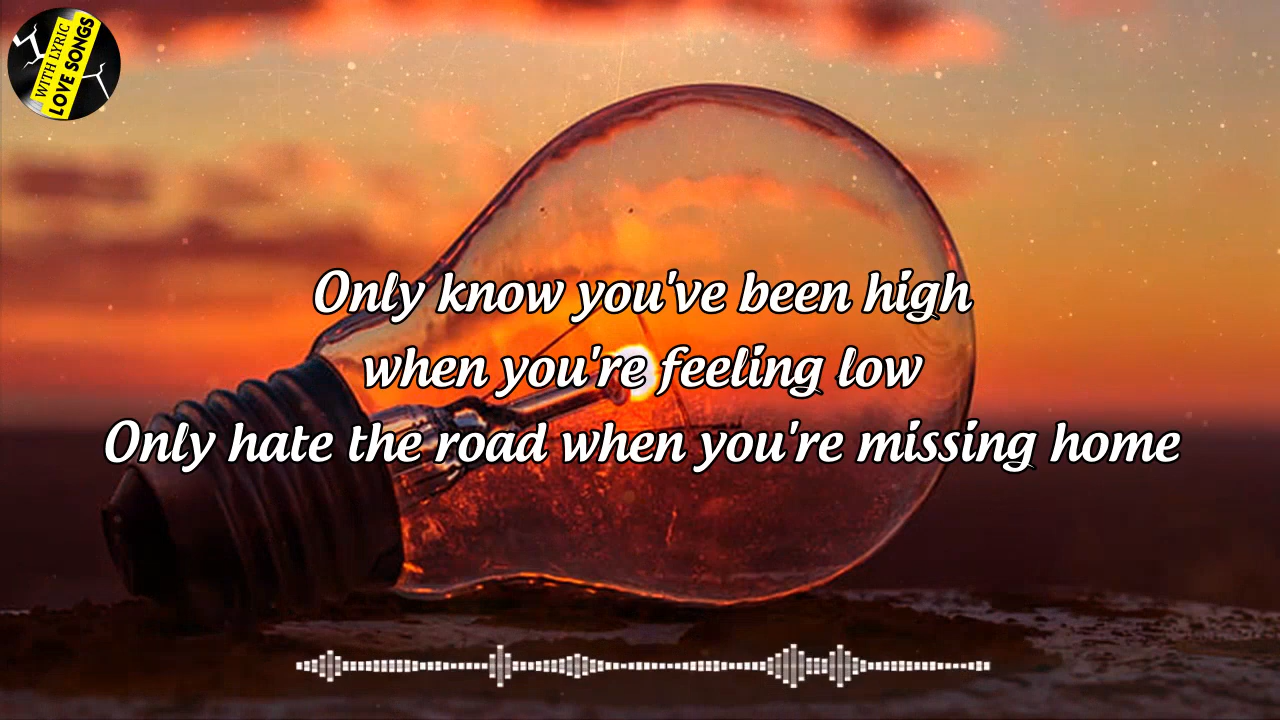 WITH LYRIC
LOVE SONGS
Only know you've been high
when you're feeling low
Only hate the road when you're missing home